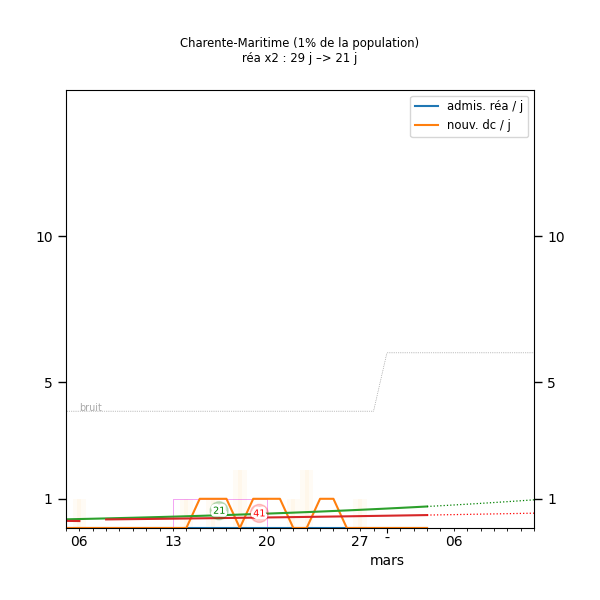 Charente-Maritime (1% de la population)
réa x2 : 29 j –> 21 j
admis. réa / j
nouv. dc / j
10
10
5
5
bruit
1
1
21
41
06
13
20
27
-
06
mars